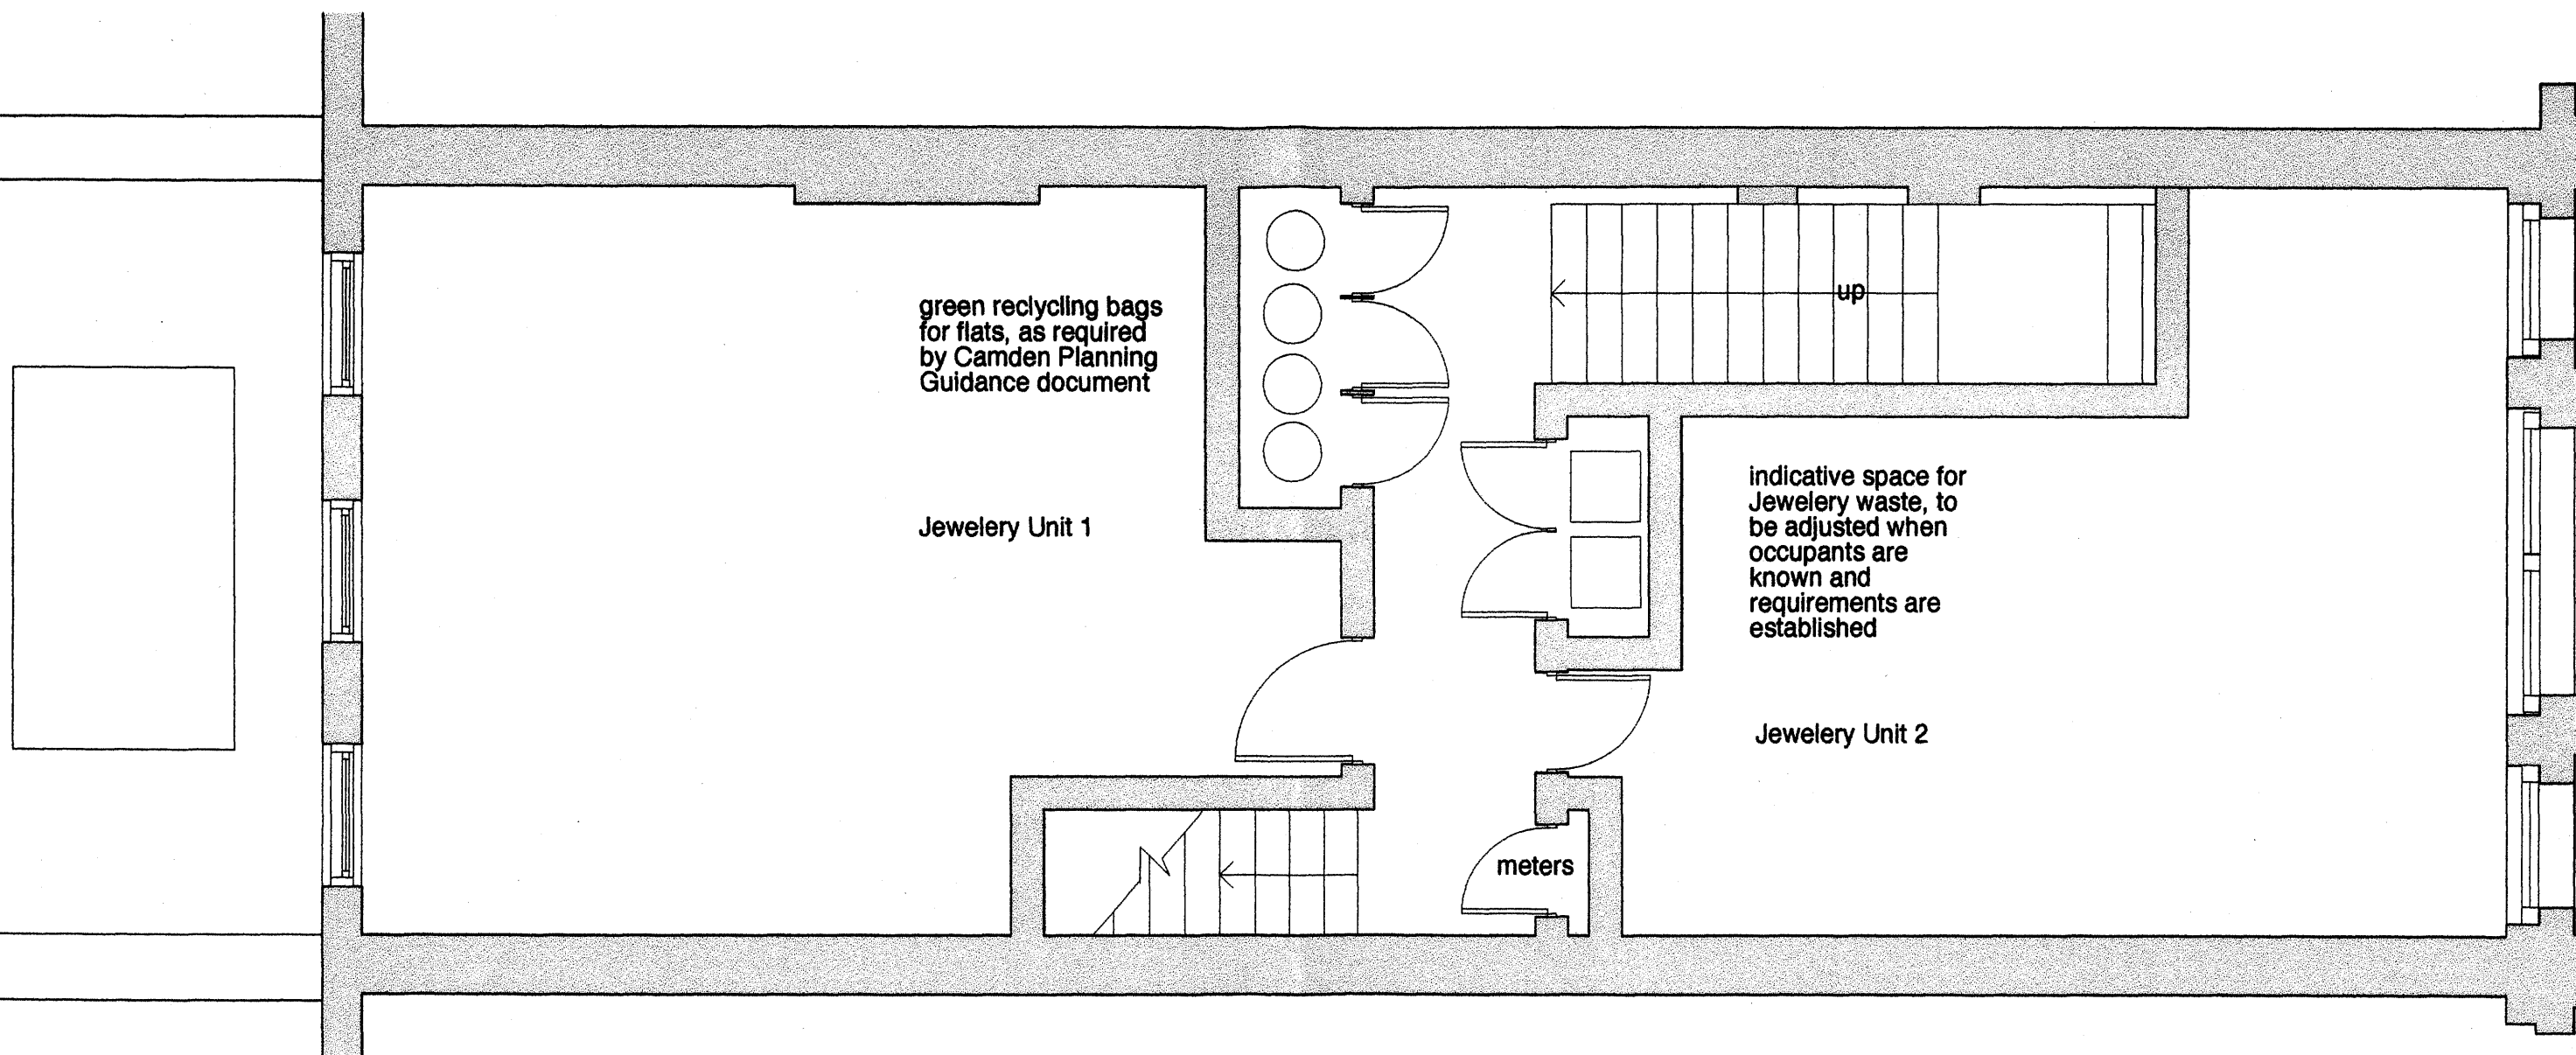 green reclycling bags
for flats, as required
by Camden Planning
Guidance document
Jewelery Unit 1
up
indicative space for
Jewelery waste, to
be adjusted when
occupants are
known and
requirements are
established
Jewelery Unit 2
meters